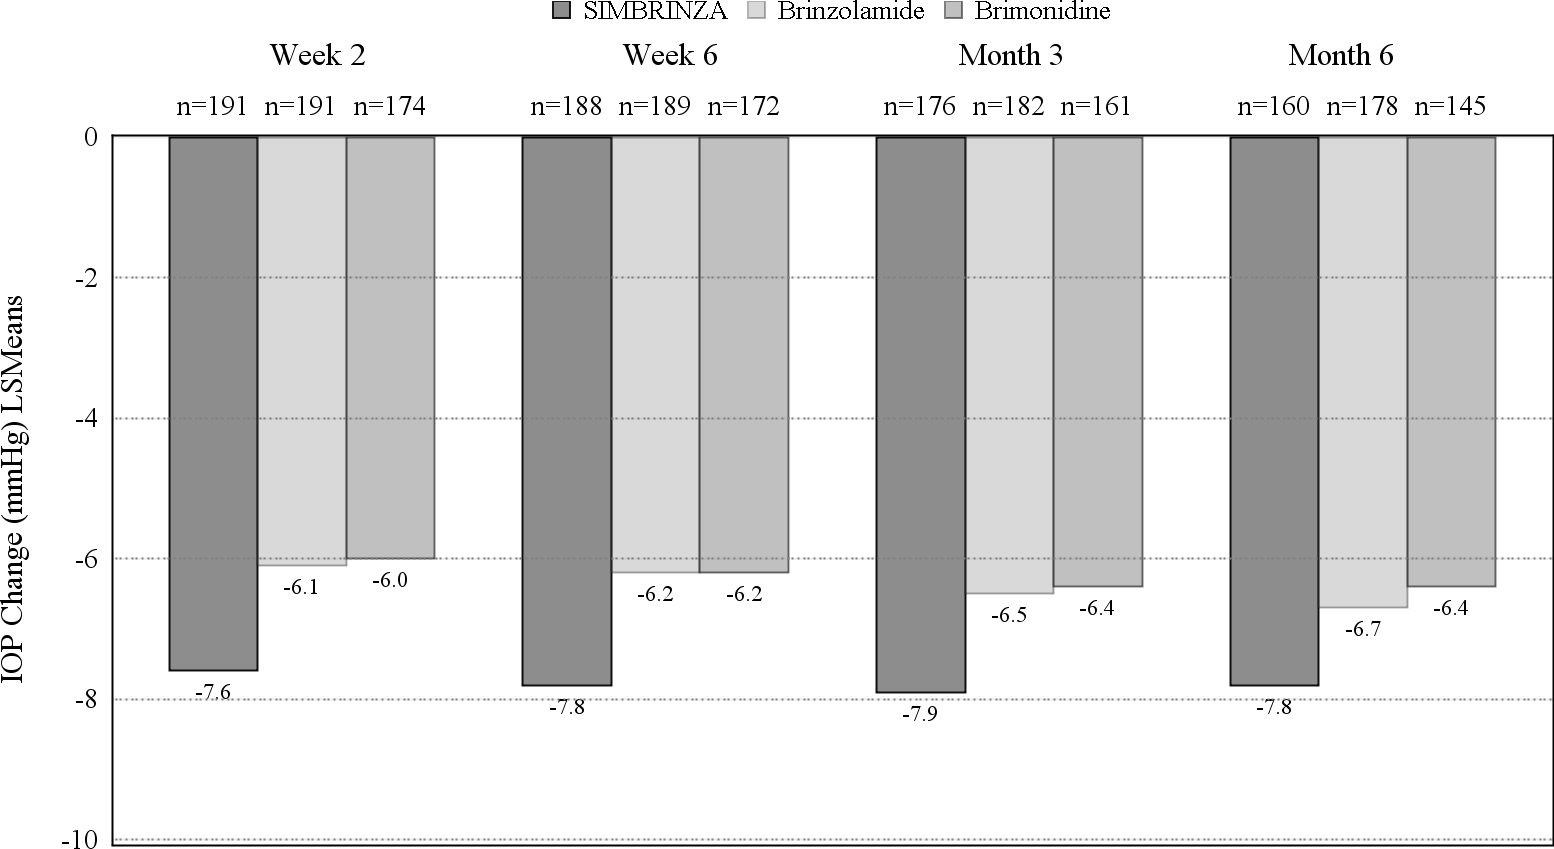 SIMBRINZA Brinzolamide Brimonidine
Week 2 Week 6 Month 3 Month 6
n=191 n=191 n=174 n=188 n=189 n=172 n=176 n=182 n=161 n=160 n=178 n=145
0
-2
-4
-6
-8
-10
IOP Change (mmHg) LSMeans
-7.6 -6.1 -6.0
-7.8 -6.2 -6.2
-7.9 -6.5 -6.4
-7.8 -6.7 -6.4